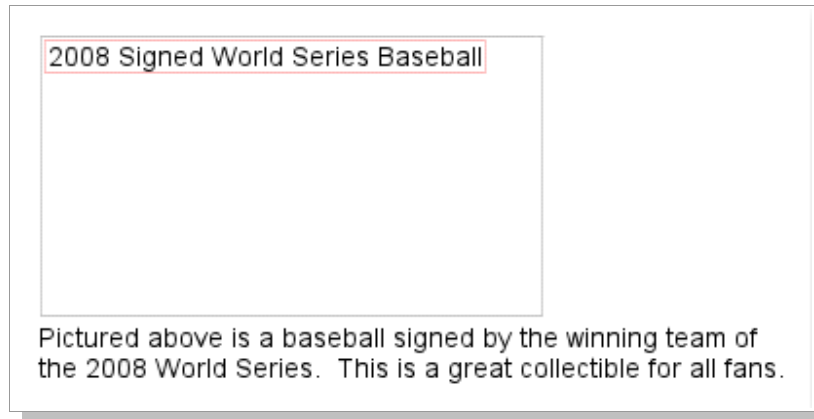 2008 Signed World Series Baseball
Pictured above is a baseball signed by the winning team of
the 2008 World Series.  This is a great collectible for all fans.